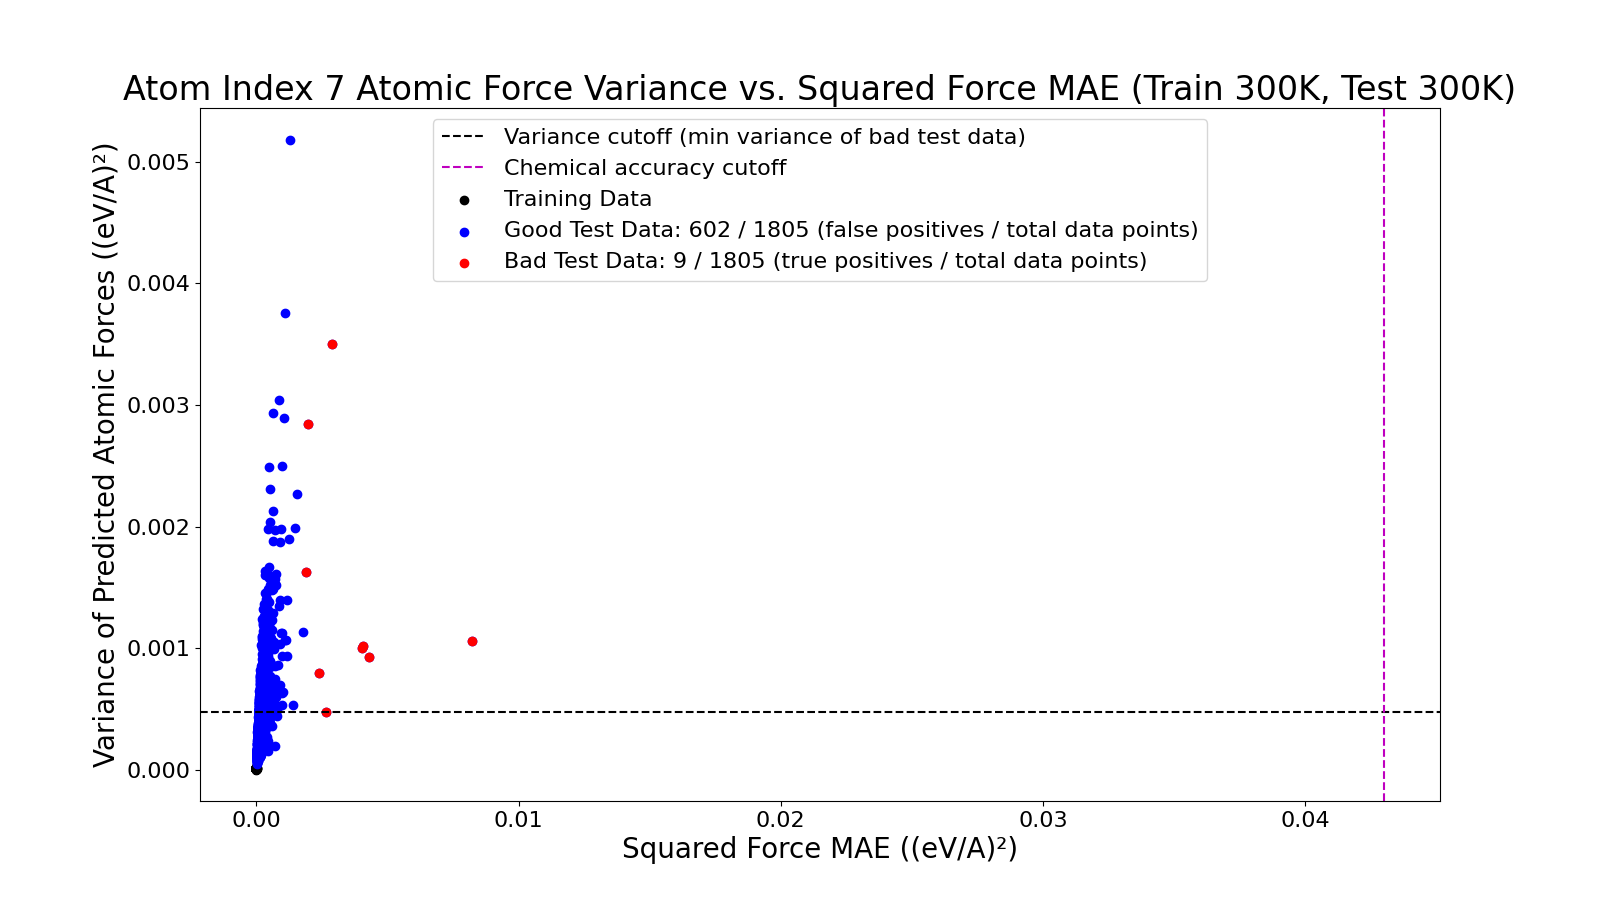 Atom Index 7 Atomic Force Variance vs. Squared Force MAE (Train 300K, Test 300K)
Variance cutoff (min variance of bad test data)
Chemical accuracy cutoff
Training Data
Good Test Data: 602 / 1805 (false positives / total data points)
Bad Test Data: 9 / 1805 (true positives / total data points)
Variance of Predicted Atomic Forces ((eV/A)²)
0.005
0.004
0.003
0.002
0.001
0.000
0.00 0.01 0.02 0.03 0.04
Squared Force MAE ((eV/A)²)